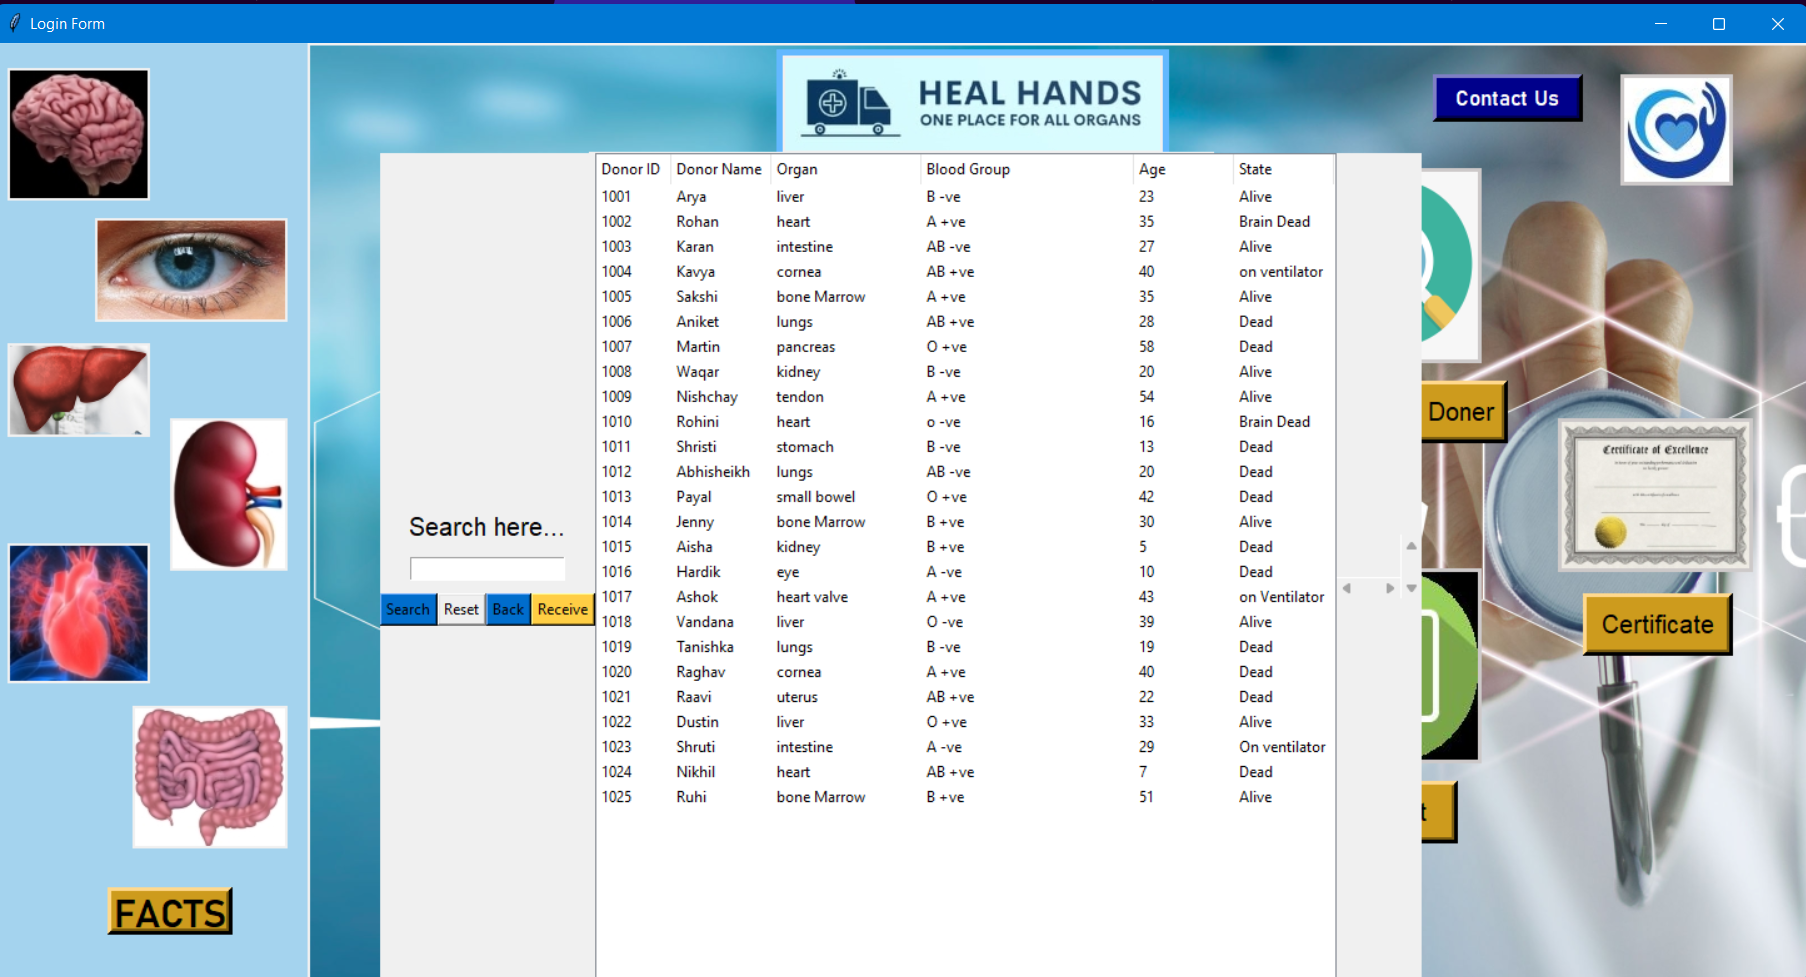 Login Form
HEAL HANDS
ONE PLACE FOR ALL ORGANS
Contact Us
Donor ID Donor Name Organ Blood Group Age State
1001 Arya liver B -ve 23 Alive
1002 Rohan heart A +ve 35 Brain Dead
1003 Karan intestine AB -ve 27 Alive
1004 Kavya cornea AB +ve 40 on ventilator
1005 Sakshi bone Marrow A +ve 35 Alive
1006 Aniket lungs AB +ve 28 Dead
1007 Martin pancreas O +ve 58 Dead
1008 Waqar kidney B -ve 20 Alive
1009 Nishchay tendon A +ve 54 Alive
1010 Rohini heart o -ve 16 Brain Dead
1011 Shristi stomach B -ve 13 Dead
1012 Abhisheikh lungs AB -ve 20 Dead
1013 Payal small bowel O +ve 42 Dead
1014 Jenny bone Marrow B +ve 30 Alive
1015 Aisha kidney B +ve 5 Dead
1016 Hardik eye A -ve 10 Dead
1017 Ashok heart valve A +ve 43 on Ventilator
1018 Vandana liver O -ve 39 Alive
1019 Tanishka lungs B -ve 19 Dead
1020 Raghav cornea A +ve 40 Dead
1021 Raavi uterus AB +ve 22 Dead
1022 Dustin liver O +ve 33 Alive
1023 Shruti intestine A -ve 29 On ventilator
1024 Nikhil heart AB +ve 7 Dead
1025 Ruhi bone Marrow B +ve 51 Alive
Search here...
Search Reset Back Receive
Doner
Certificate of Excellence
Certificate
t
FACTS